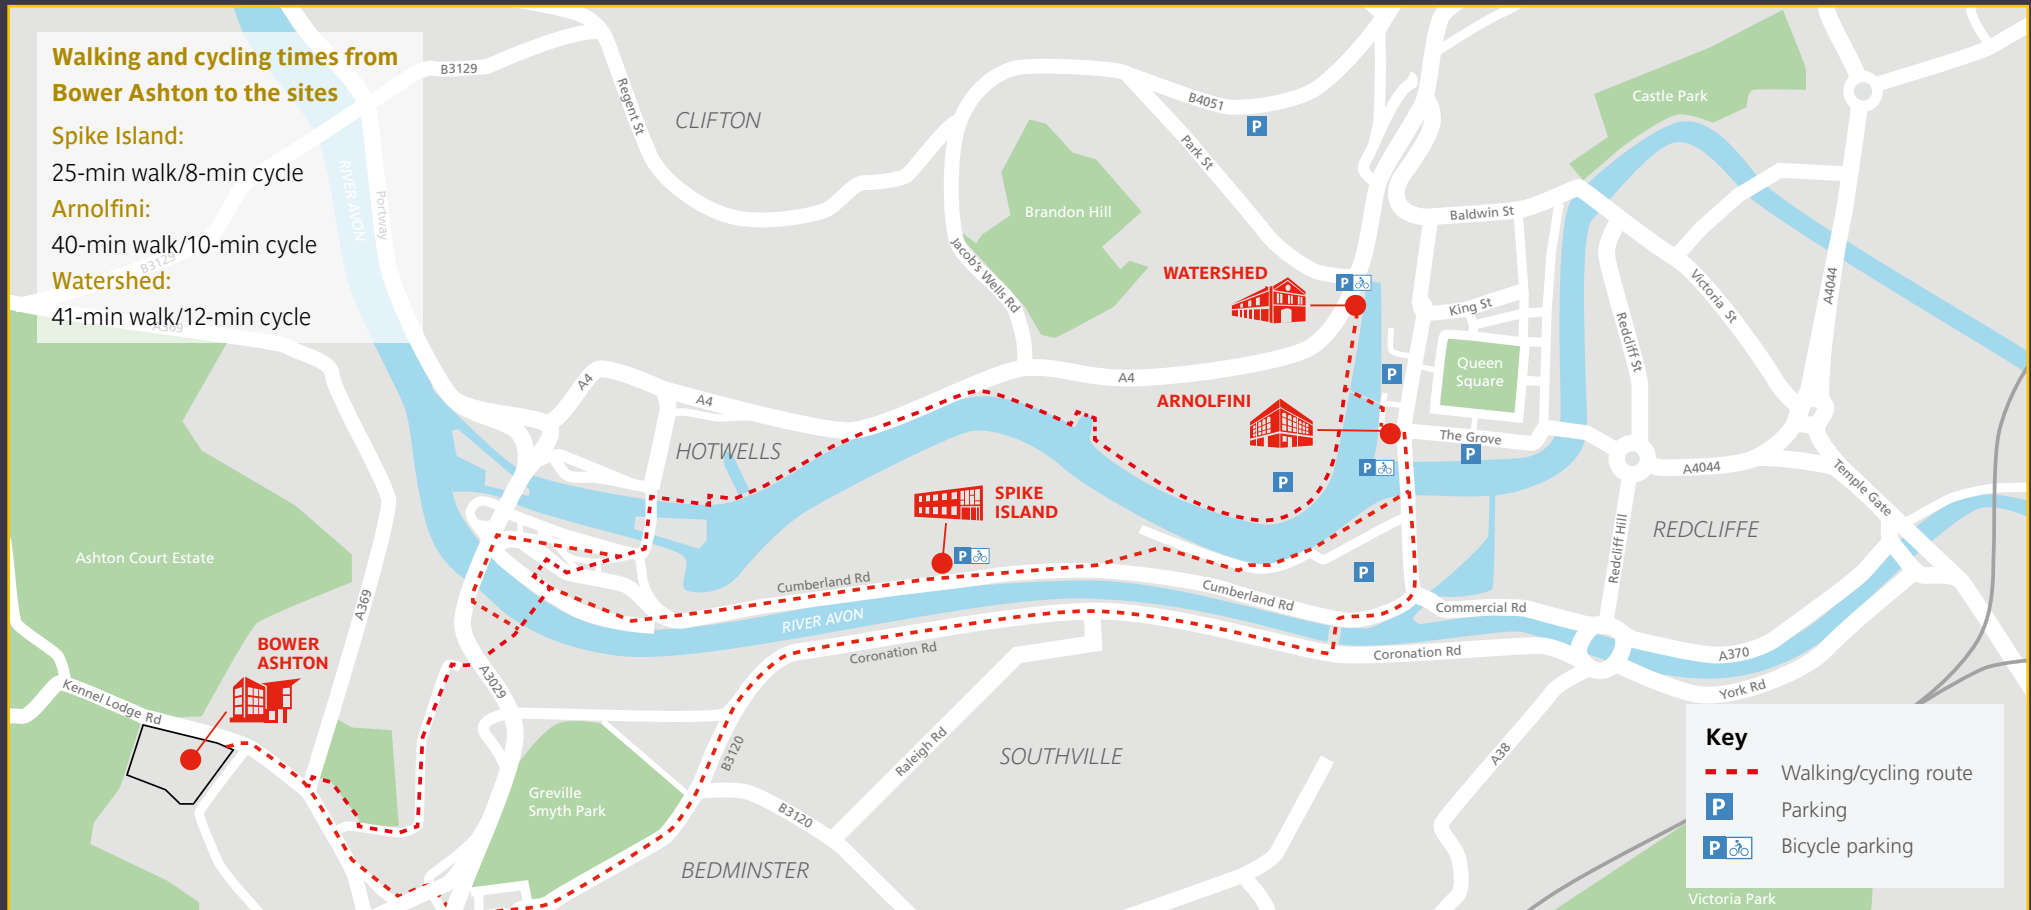 Walking and cycling times from
Bower Ashton to the sites
Spike Island:
25-min walk/8-min cycle
Arnolfini:
40-min walk/10-min cycle
Watershed:
41-min walk/12-min cycle
B3129
Regent St
CLIFTON
B4051
Park St
Castle Park
RIVER AVON
Portway
B3129
A369
Brandon Hill
Jacob's Wells Rd
Baldwin St
WATERSHED
P
P
King St
Victoria St
A4044
Redcliff St
Queen
Square
P
A4
A4
A4
ARNOLFINI
The Grove
P
A4044
HOTWELLS
P
P
Temple Gate
SPIKE
ISLAND
P
REDCLIFFE
Redcliff Hill
Ashton Court Estate
A369
Cumberland Rd
Cumberland Rd
P
Commercial Rd
RIVER AVON
Coronation Rd
Coronation Rd
A370
York Rd
BOWER
ASHTON
Kennel Lodge Rd
A3029
B3120
Raleigh Rd
SOUTHVILLE
A38
Greville
Smyth Park
B3120
BEDMINSTER
Key
Walking/cycling route
P Parking
P Bicycle parking
Victoria Park